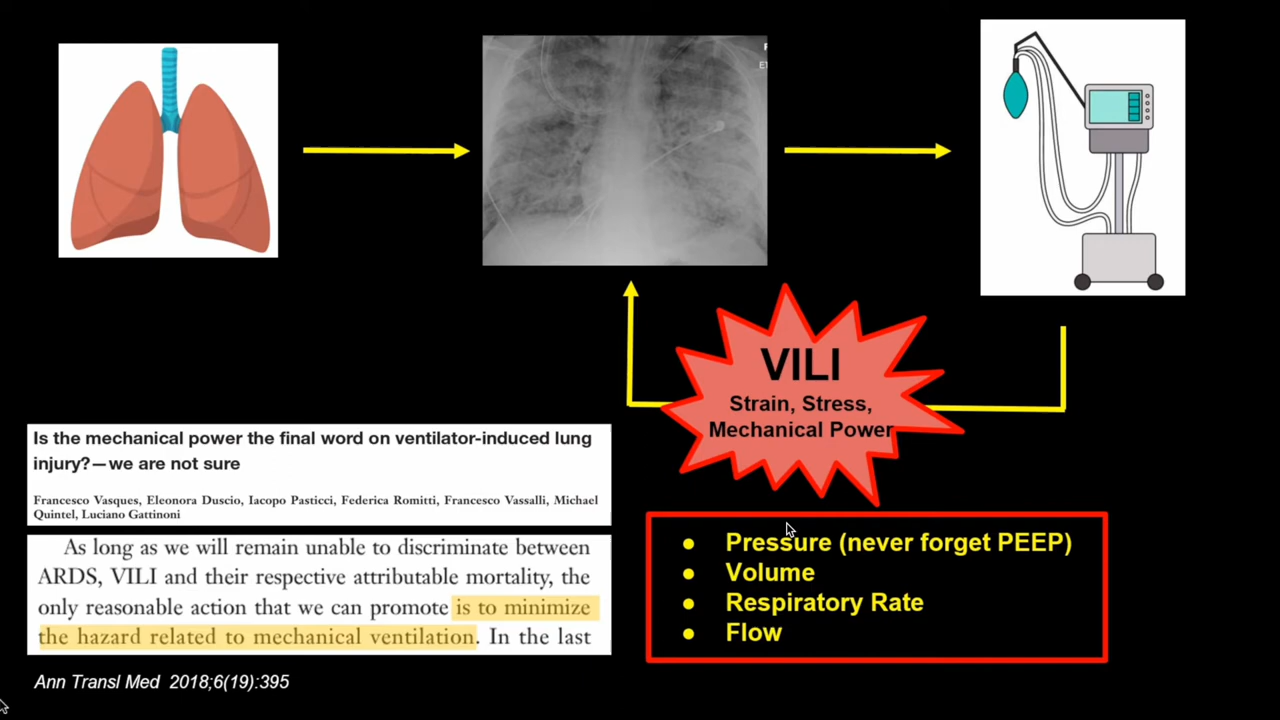 VILI
Strain, Stress,
Mechanical Power
Is the mechanical power the final word on ventilator-induced lung
injury?—we are not sure
Francesco Vasques, Eleonora Duscio, Iacopo Pasticci, Federica Romitti, Francesco Vassalli, Michael
Quintel, Luciano Gattinoni
As long as we will remain unable to discriminate between
ARDS, VILI and their respective attributable mortality, the
only reasonable action that we can promote is to minimize
the hazard related to mechanical ventilation. In the last
Ann Transl Med 2018;6(19):395
● Pressure (never forget PEEP)
● Volume
● Respiratory Rate
● Flow